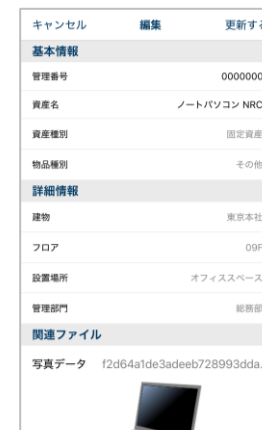 キャンセル 編集 更新する
基本情報
管理番号 0000000
資産名 ノートパソコン NRC
資産種別 固定資産
物品種別 その他
詳細情報
建物 東京本社
フロア 09F
設置場所 オフィススペース
管理部門 総務部
関連ファイル
写真データ f2d64a1de3adeeb728993dda.